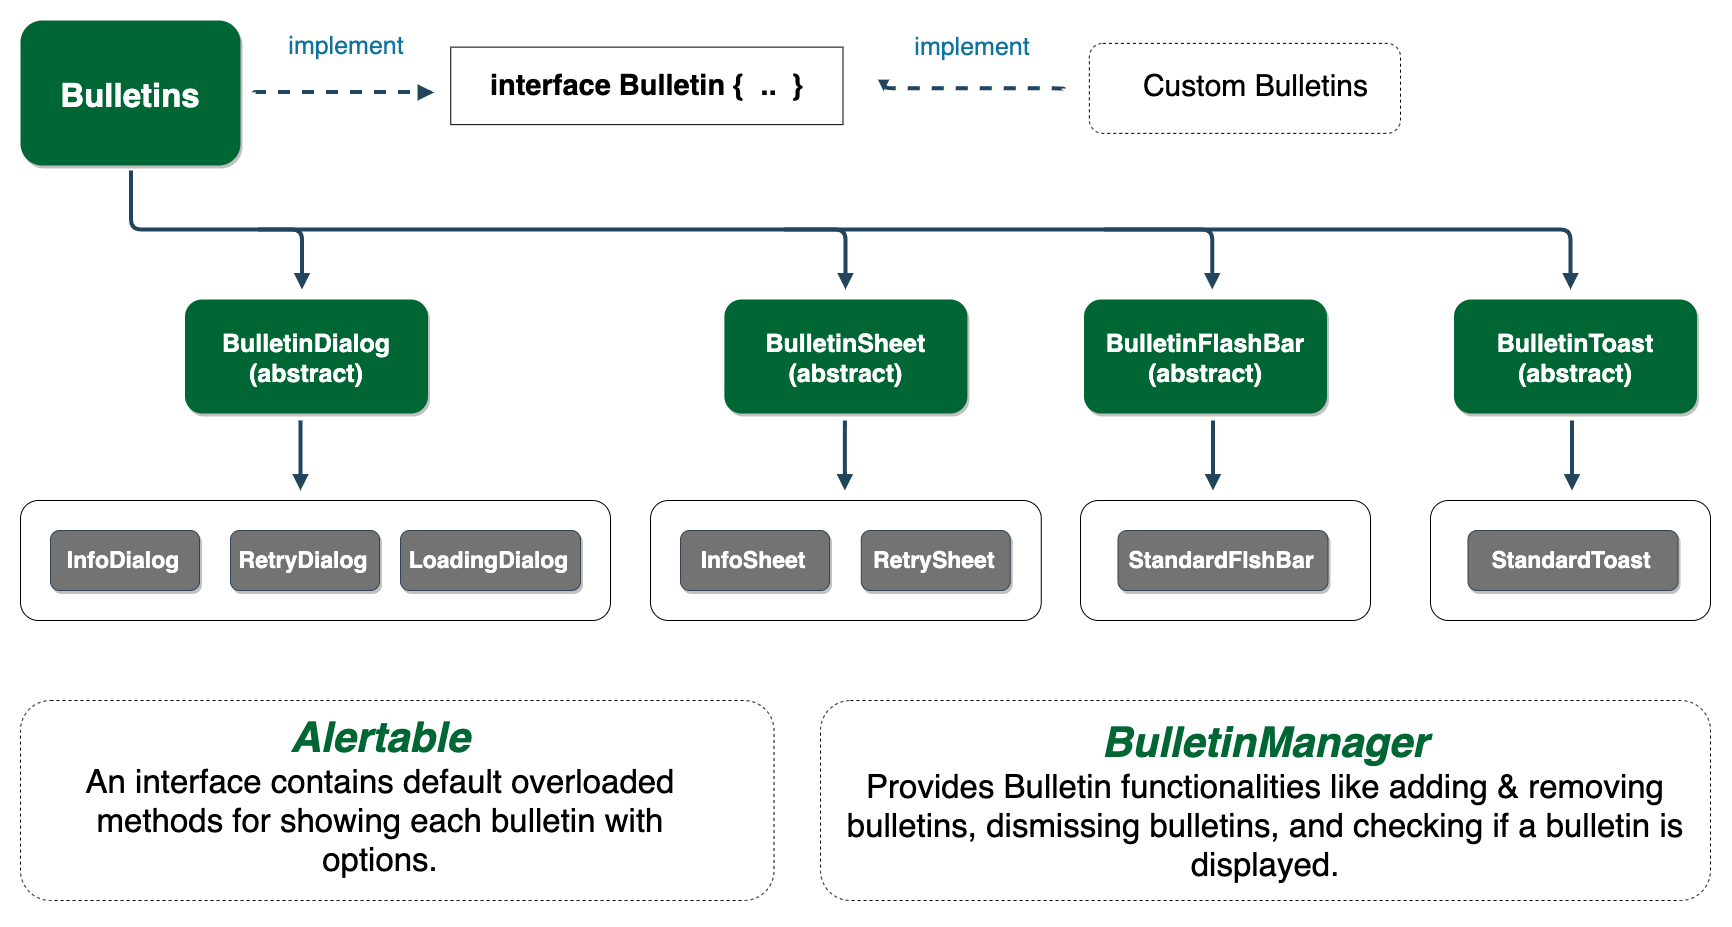 implement
implement
Bulletins
interface Bulletin { .. }
Custom Bulletins
BulletinDialog
(abstract)
BulletinSheet
(abstract)
BulletinFlashBar
(abstract)
BulletinToast
(abstract)
InfoDialog
RetryDialog
LoadingDialog
InfoSheet
RetrySheet
StandardFlshBar
StandardToast
Alertable
An interface contains default overloaded
methods for showing each bulletin with
options.
BulletinManager
Provides Bulletin functionalities like adding & removing
bulletins, dismissing bulletins, and checking if a bulletin is
displayed.